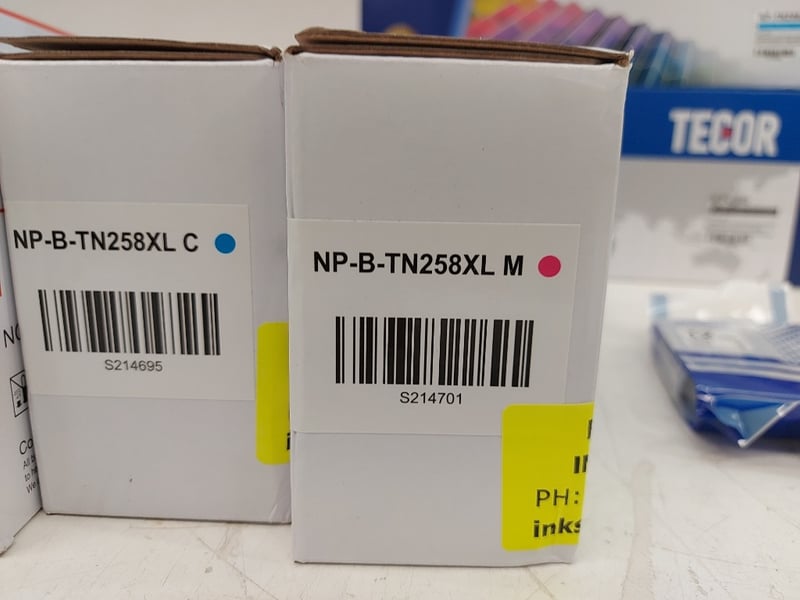 NP-B-TN258XL C
S214695
NP-B-TN258XL M
S214701
PH:
inks
TECOR